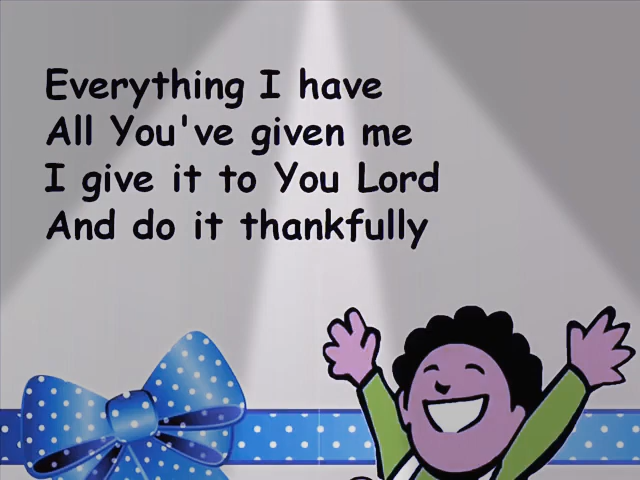 Everything I have
All You've given me
I give it to You Lord
And do it thankfully